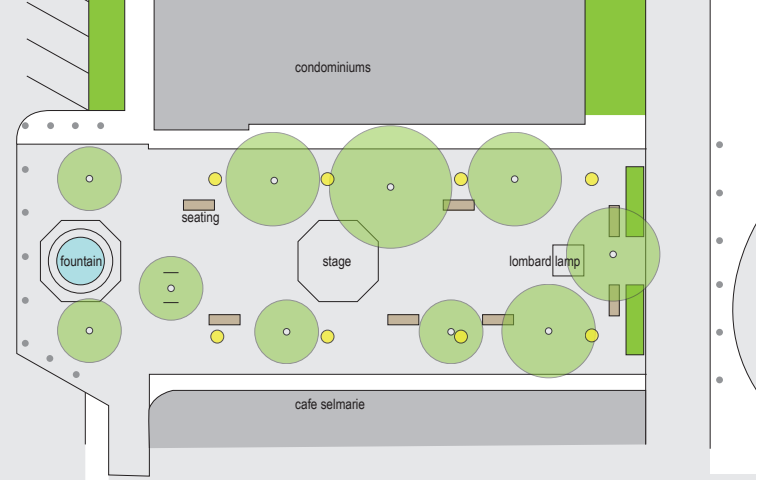 condominiums
seating
fountain
stage
lombard lamp
cafe selmarie